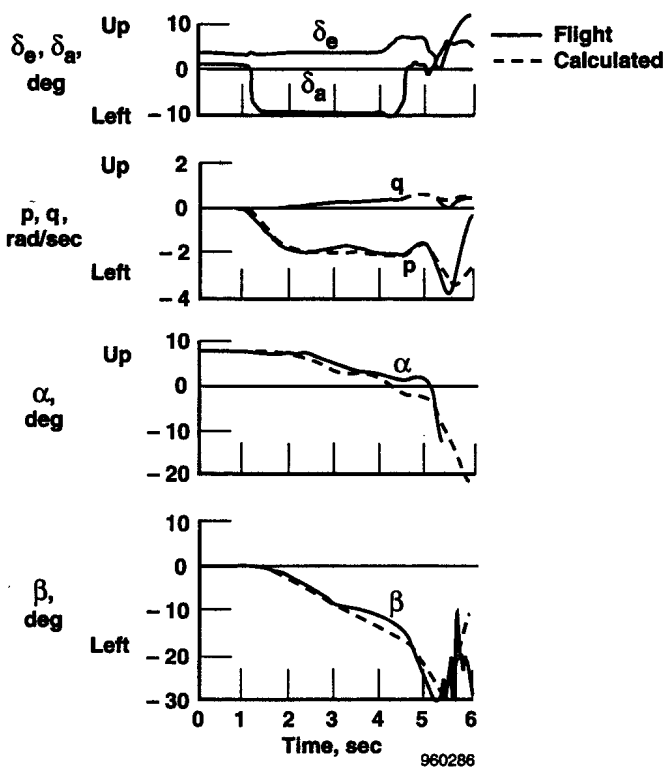 Up
δe, δa,
deg
Left
10
0
– 10
δe
δa
Flight
Calculated
Up
p, q,
rad/sec
Left
2
0
– 2
– 4
q
p
Up
α,
deg
10
0
– 10
– 20
α
β,
deg
Left
10
0
– 10
– 20
– 30
β
0 1 2 3 4 5 6
Time, sec
960286